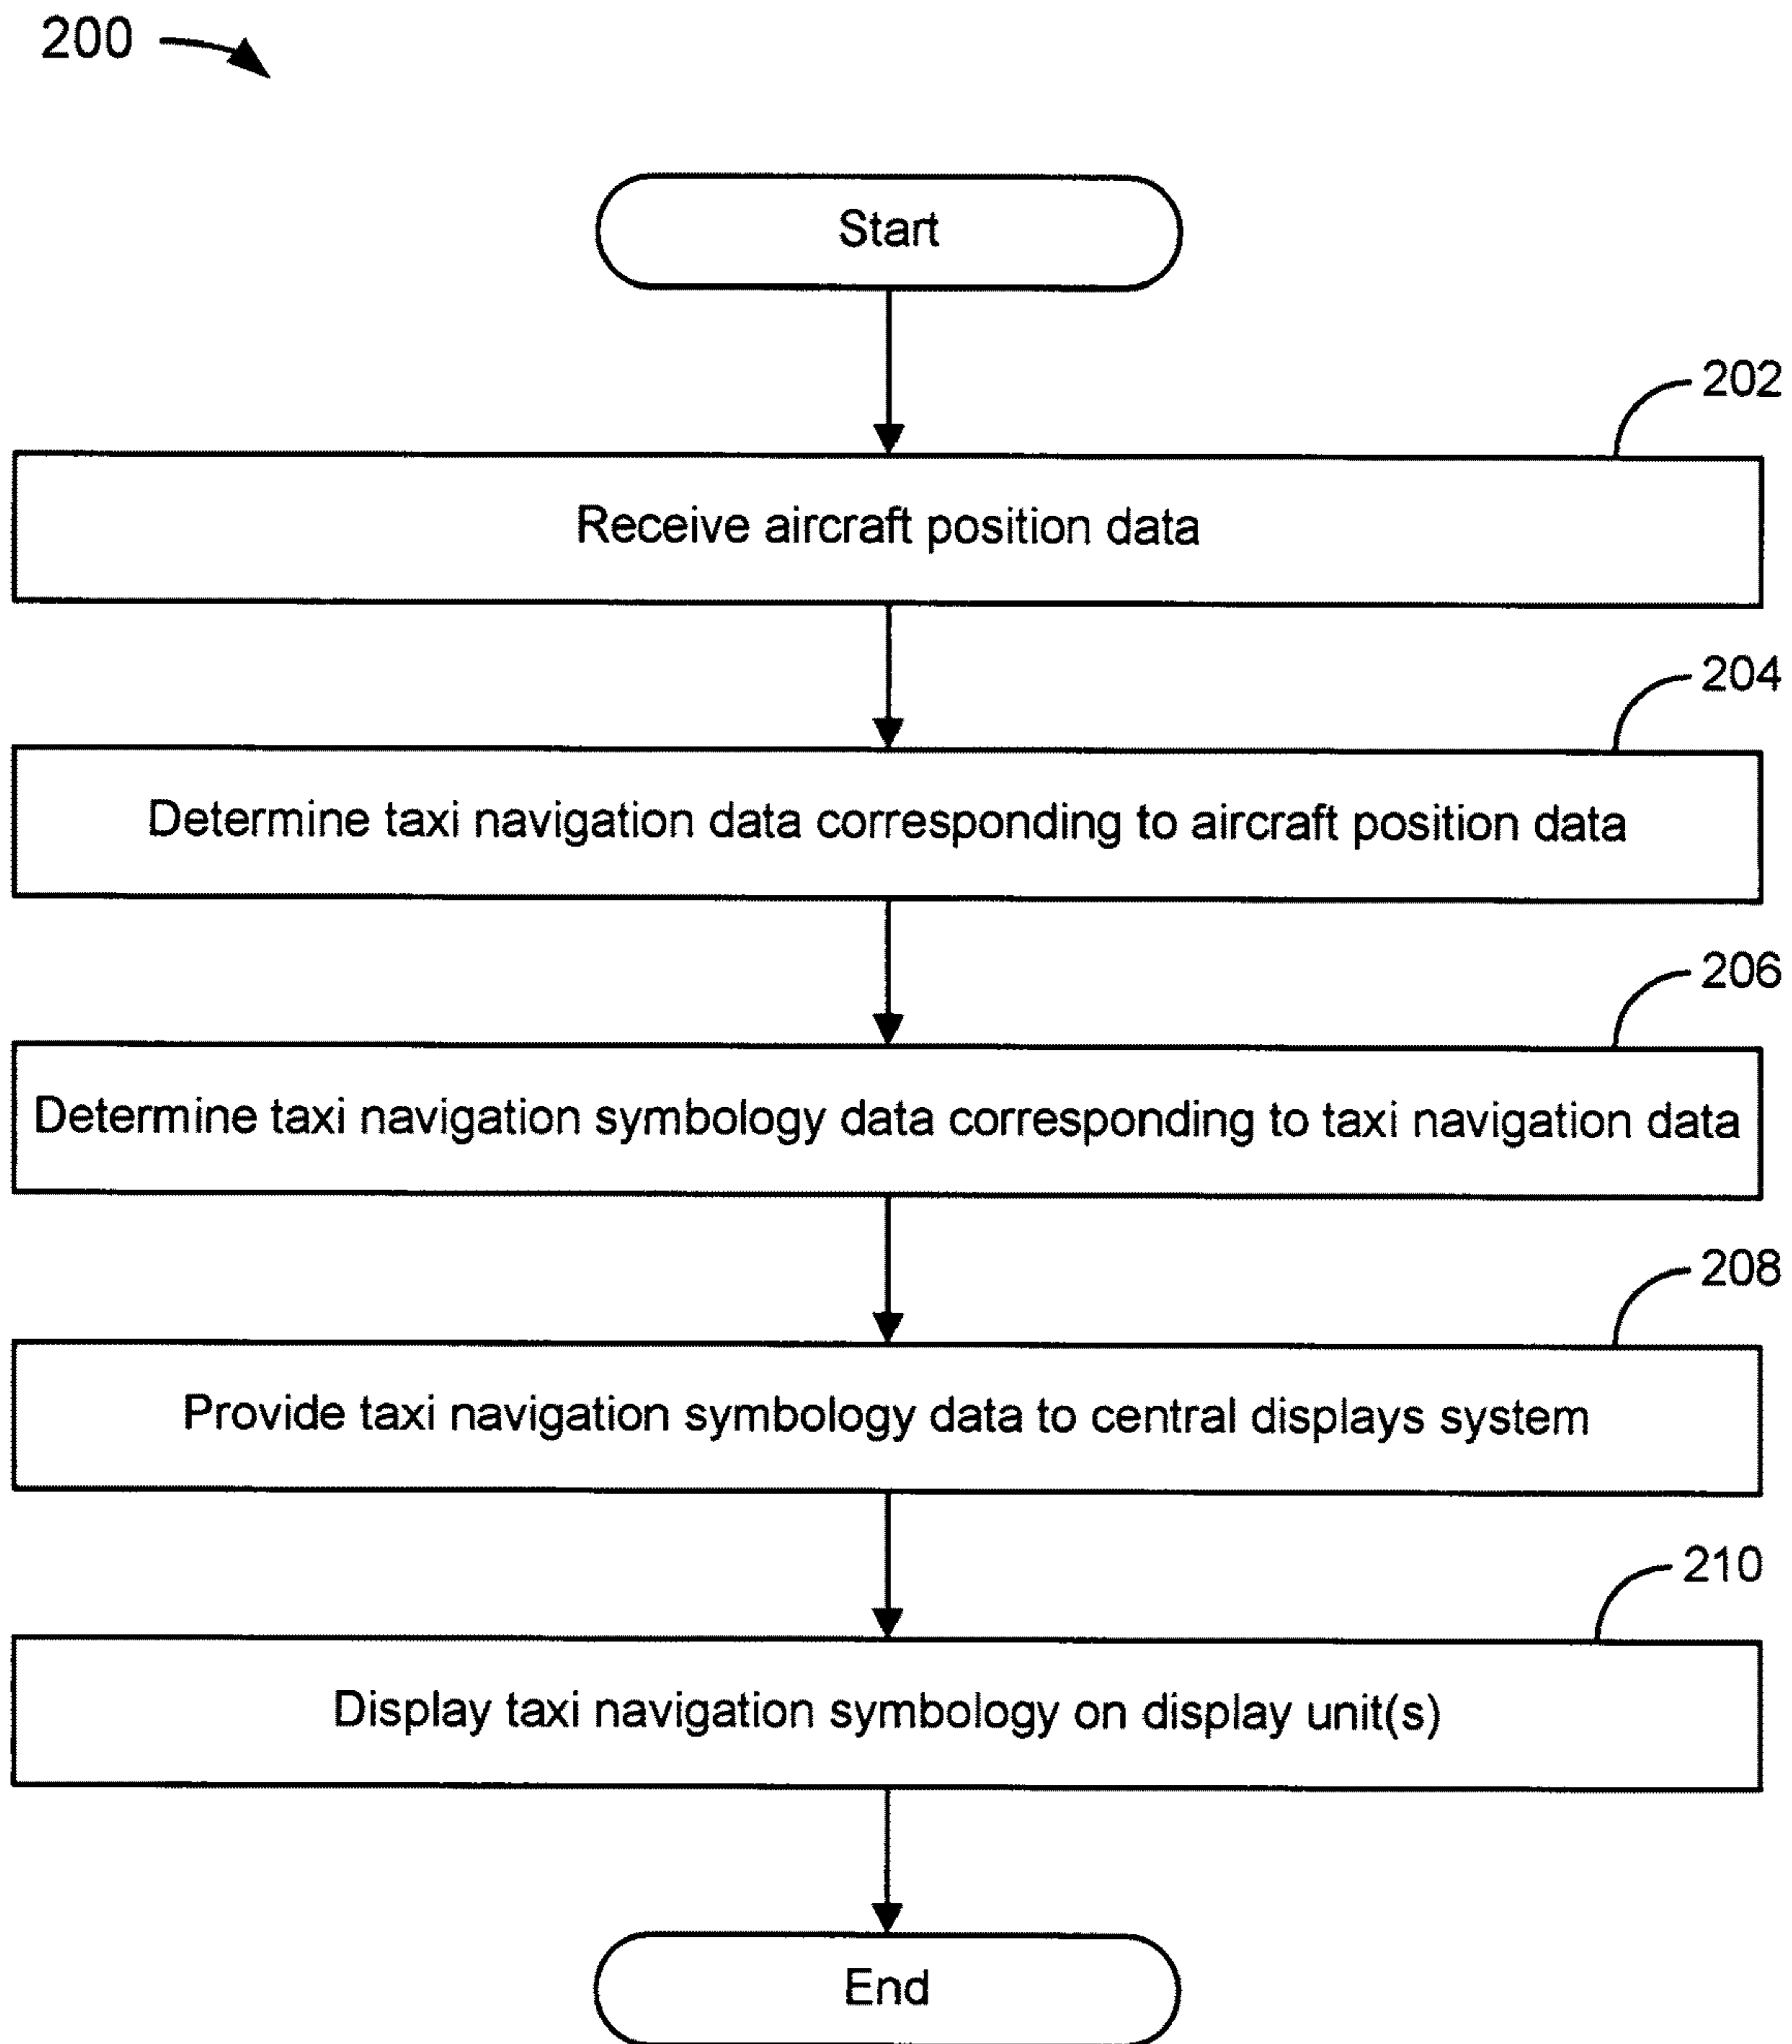 200
Start
202
Receive aircraft position data
204
Determine taxi navigation data corresponding to aircraft position data
206
Determine taxi navigation symbology data corresponding to taxi navigation data
208
Provide taxi navigation symbology data to central displays system
210
Display taxi navigation symbology on display unit(s)
End